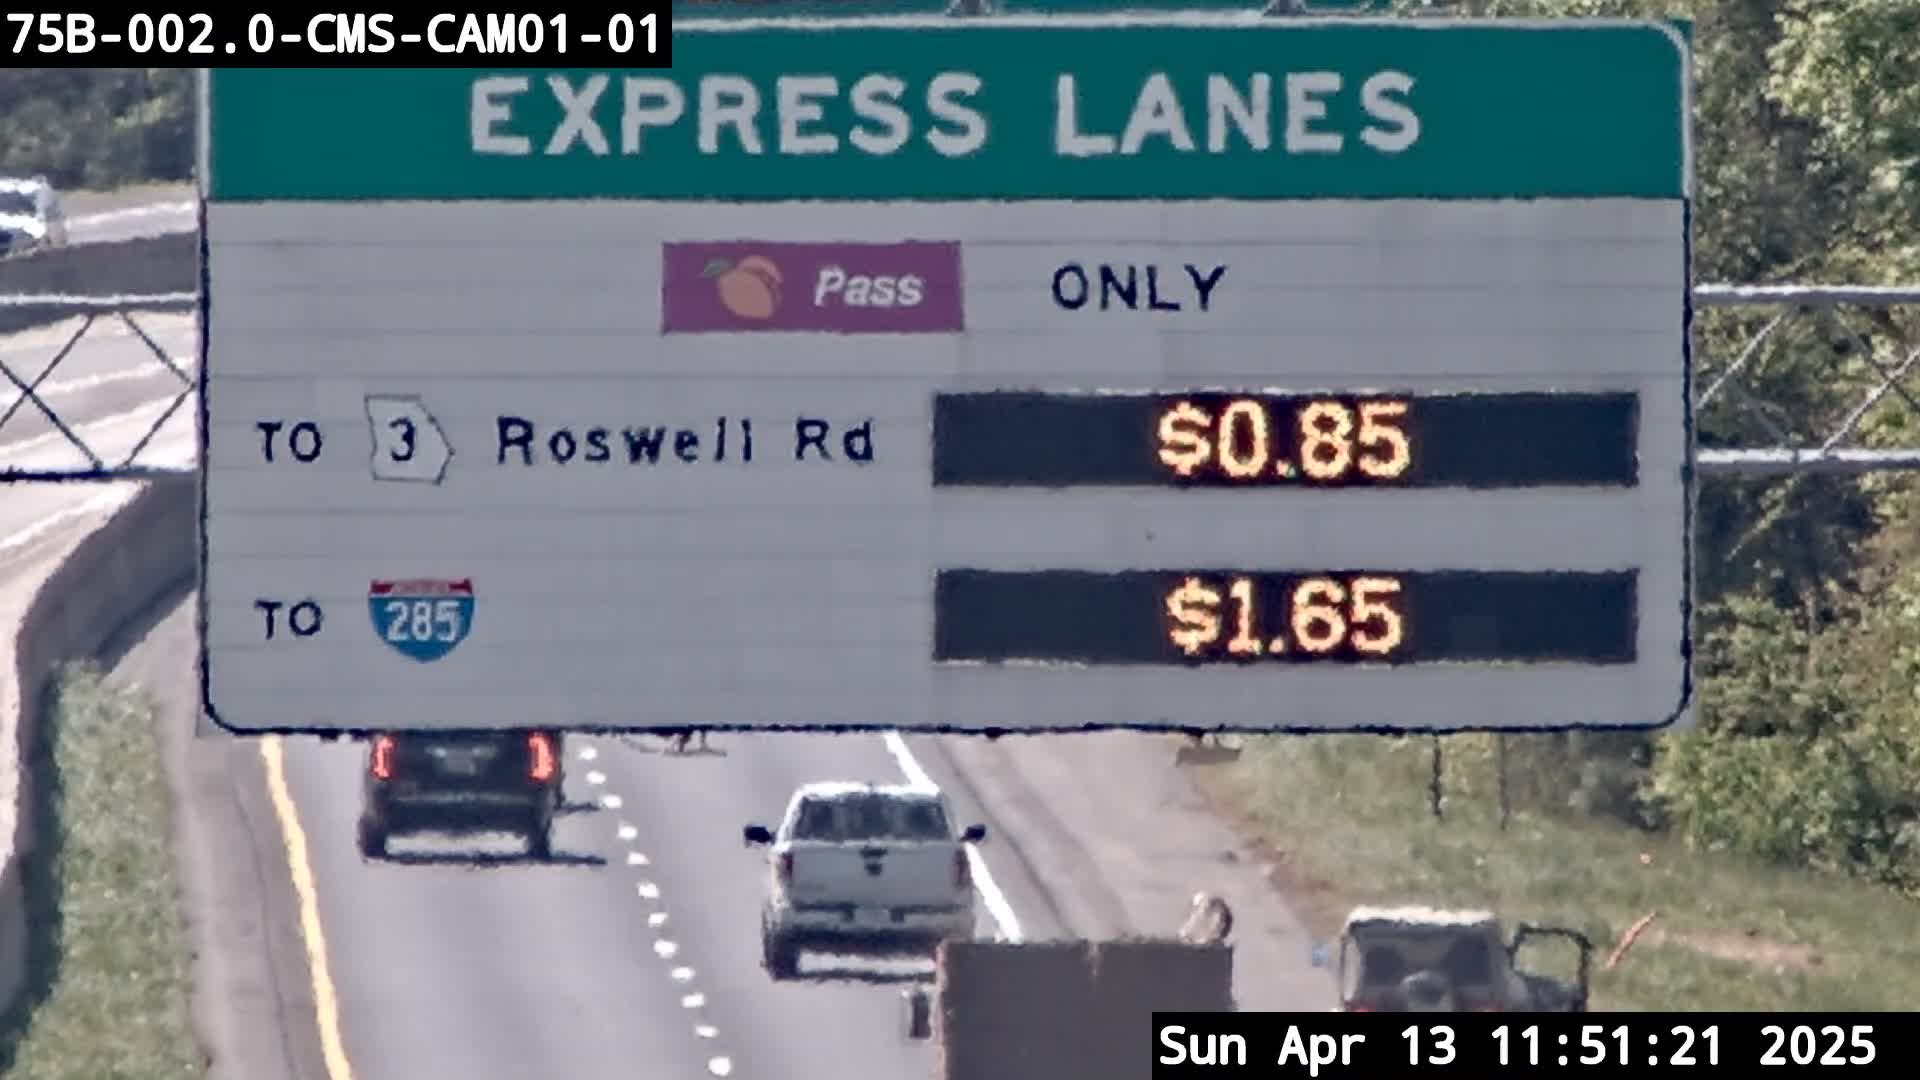 75B-002.0-CMS-CAM01-01
EXPRESS LANES
Pass ONLY
TO 3 Roswell Rd $0.85
TO 285 $1.65
Sun Apr 13 11:51:21 2025